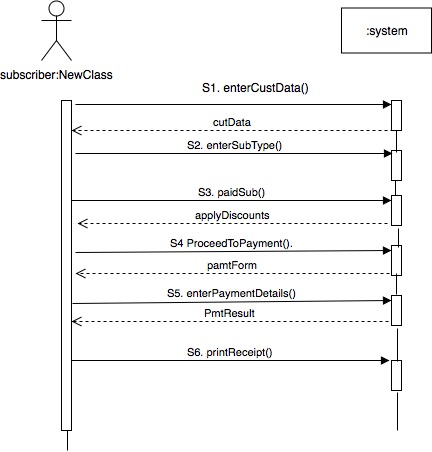 :system
subscriber:NewClass
S1. enterCustData()
cutData
S2. enterSubType()
S3. paidSub()
applyDiscounts
S4 ProceedToPayment().
pamtForm
S5. enterPaymentDetails()
PmtResult
S6. printReceipt()